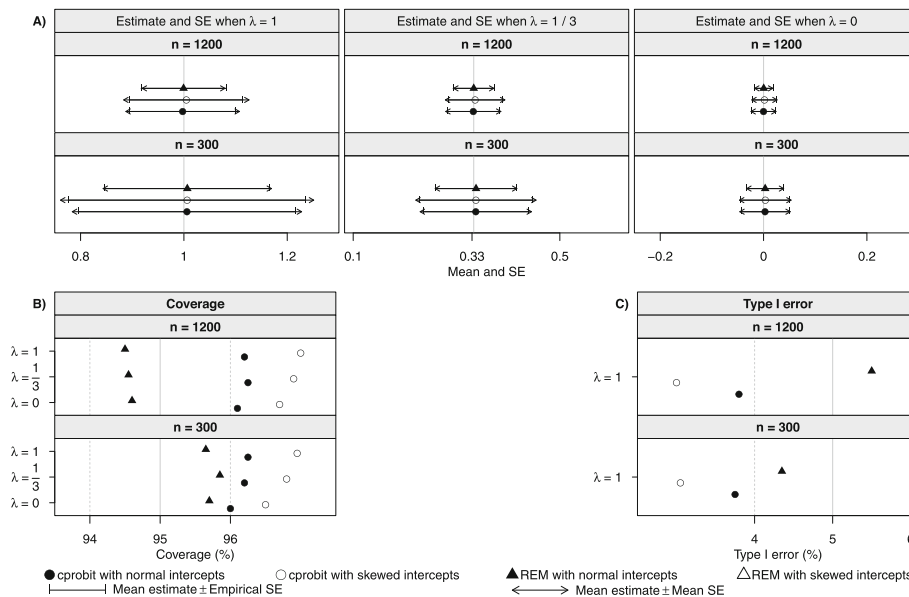 A)
Estimate and SE when λ = 1
Estimate and SE when λ = 1 / 3
Estimate and SE when λ = 0
n = 1200
n = 1200
n = 1200
n = 300
n = 300
n = 300
0.8 1 1.2
0.1 0.33 0.5
−0.2 0 0.2
Mean and SE
B)
Coverage
n = 1200
λ = 1
λ = 1/3
λ = 0
n = 300
λ = 1
λ = 1/3
λ = 0
94 95 96
Coverage (%)
C)
Type I error
n = 1200
λ = 1
n = 300
λ = 1
4 5 6
Type I error (%)
cprobit with normal intercepts
cprobit with skewed intercepts
REM with normal intercepts
REM with skewed intercepts
Mean estimate ± Empirical SE
Mean estimate ± Mean SE